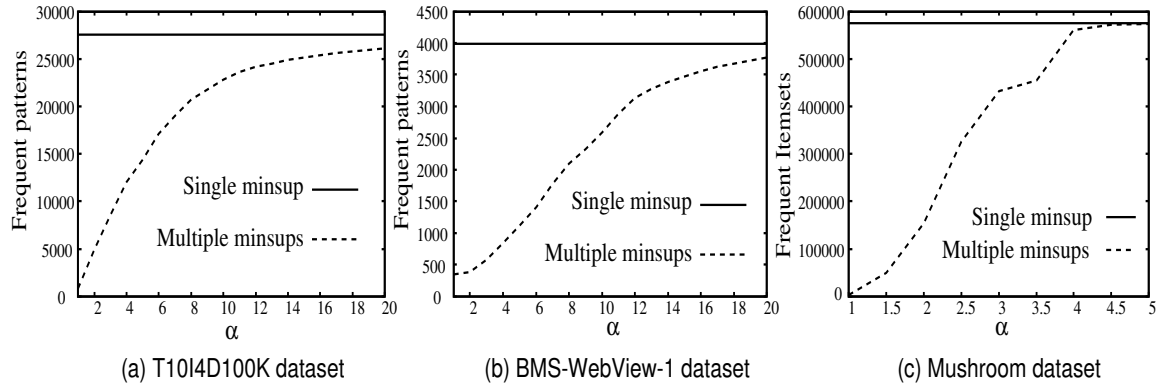 Frequent patterns
30000
25000
20000
15000
10000
5000
0
Single minsup
Multiple minsups
2 4 6 8 10 12 14 16 18 20
α
(a) T10I4D100K dataset
Frequent patterns
4500
4000
3500
3000
2500
2000
1500
1000
500
0
Single minsup
Multiple minsups
2 4 6 8 10 12 14 16 18 20
α
(b) BMS-WebView-1 dataset
Frequent Itemsets
600000
500000
400000
300000
200000
100000
0
Single minsup
Multiple minsups
1 1.5 2 2.5 3 3.5 4 4.5 5
α
(c) Mushroom dataset